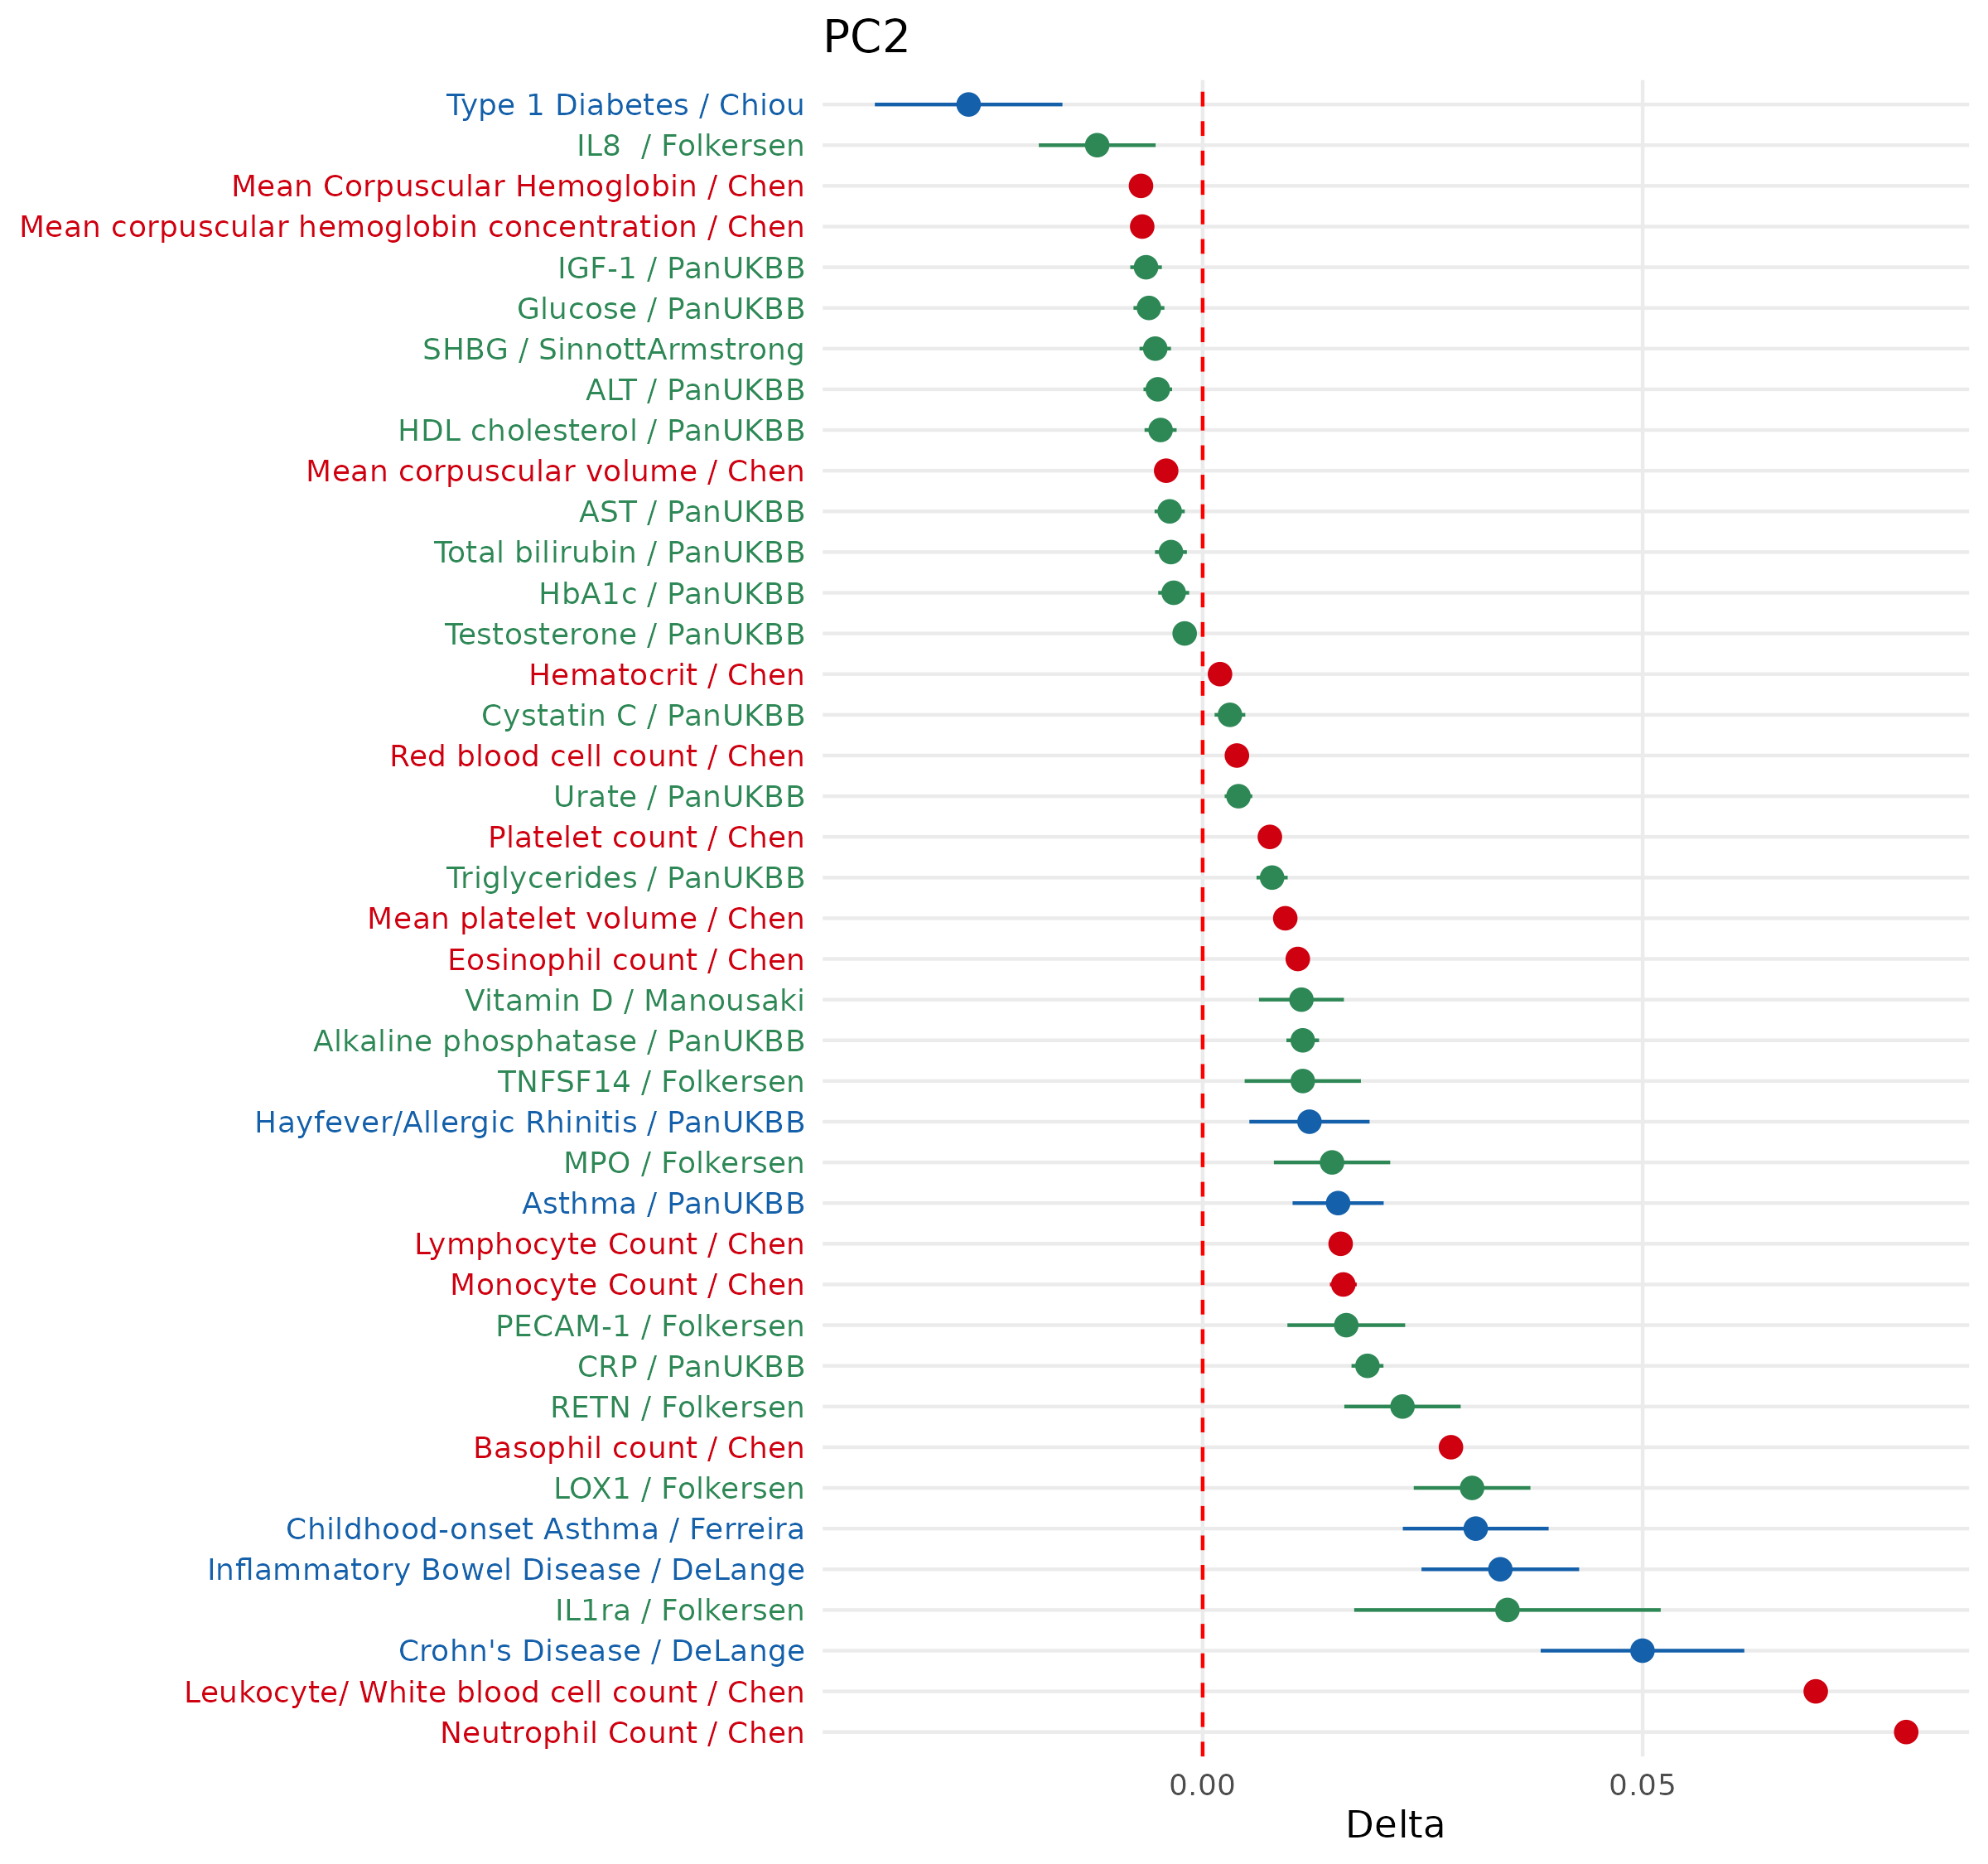 PC2
Type 1 Diabetes / Chiou
IL8  / Folkersen
Mean Corpuscular Hemoglobin / Chen
Mean corpuscular hemoglobin concentration / Chen
IGF-1 / PanUKBB
Glucose / PanUKBB
SHBG / SinnottArmstrong
ALT / PanUKBB
HDL cholesterol / PanUKBB
Mean corpuscular volume / Chen
AST / PanUKBB
Total bilirubin / PanUKBB
HbA1c / PanUKBB
Testosterone / PanUKBB
Hematocrit / Chen
Cystatin C / PanUKBB
Red blood cell count / Chen
Urate / PanUKBB
Platelet count / Chen
Triglycerides / PanUKBB
Mean platelet volume / Chen
Eosinophil count / Chen
Vitamin D / Manousaki
Alkaline phosphatase / PanUKBB
TNFSF14 / Folkersen
Hayfever/Allergic Rhinitis / PanUKBB
MPO / Folkersen
Asthma / PanUKBB
Lymphocyte Count / Chen
Monocyte Count / Chen
PECAM-1 / Folkersen
CRP / PanUKBB
RETN / Folkersen
Basophil count / Chen
LOX1 / Folkersen
Childhood-onset Asthma / Ferreira
Inflammatory Bowel Disease / DeLange
IL1ra / Folkersen
Crohn's Disease / DeLange
Leukocyte/ White blood cell count / Chen
Neutrophil Count / Chen
0.00 0.05
Delta